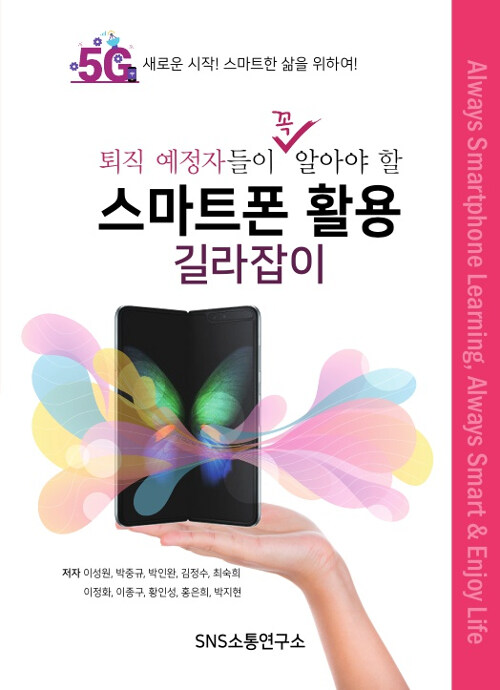 5G 새로운 시작! 스마트한 삶을 위하여!
꼭
퇴직 예정자들이 알아야 할
스마트폰 활용
길라잡이
저자 이성원, 박중규, 박인완, 김정수, 최숙희
이정화, 이종구, 황인성, 홍은희, 박지현
SNS소통연구소
Always Smartphone Learning, Always Smart & Enjoy Life